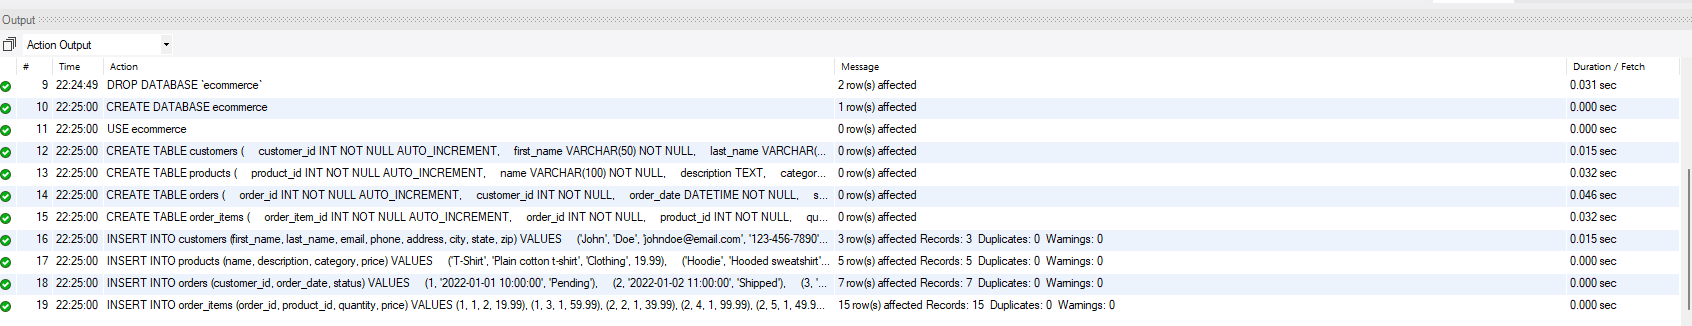 Output
Action Output
# Time Action Message Duration / Fetch
9 22:24:49 DROP DATABASE `ecommerce` 2 row(s) affected 0.031 sec
10 22:25:00 CREATE DATABASE ecommerce 1 row(s) affected 0.000 sec
11 22:25:00 USE ecommerce 0 row(s) affected 0.000 sec
12 22:25:00 CREATE TABLE customers ( customer_id INT NOT NULL AUTO_INCREMENT, first_name VARCHAR(50) NOT NULL, last_name VARCHAR(... 0 row(s) affected 0.015 sec
13 22:25:00 CREATE TABLE products ( product_id INT NOT NULL AUTO_INCREMENT, name VARCHAR(100) NOT NULL, description TEXT, categor... 0 row(s) affected 0.032 sec
14 22:25:00 CREATE TABLE orders ( order_id INT NOT NULL AUTO_INCREMENT, customer_id INT NOT NULL, order_date DATETIME NOT NULL, s... 0 row(s) affected 0.046 sec
15 22:25:00 CREATE TABLE order_items ( order_item_id INT NOT NULL AUTO_INCREMENT, order_id INT NOT NULL, product_id INT NOT NULL, qu... 0 row(s) affected 0.032 sec
16 22:25:00 INSERT INTO customers (first_name, last_name, email, phone, address, city, state, zip) VALUES ('John', 'Doe', 'johndoe@email.com', '123-456-7890'... 3 row(s) affected Records: 3 Duplicates: 0 Warnings: 0 0.015 sec
17 22:25:00 INSERT INTO products (name, description, category, price) VALUES ('T-Shirt', 'Plain cotton t-shirt', 'Clothing', 19.99), ('Hoodie', 'Hooded sweatshirt'... 5 row(s) affected Records: 5 Duplicates: 0 Warnings: 0 0.000 sec
18 22:25:00 INSERT INTO orders (customer_id, order_date, status) VALUES (1, '2022-01-01 10:00:00', 'Pending'), (2, '2022-01-02 11:00:00', 'Shipped'), (3, '... 7 row(s) affected Records: 7 Duplicates: 0 Warnings: 0 0.000 sec
19 22:25:00 INSERT INTO order_items (order_id, product_id, quantity, price) VALUES (1, 1, 2, 19.99), (1, 3, 1, 59.99), (2, 2, 1, 39.99), (2, 4, 1, 99.99), (2, 5, 1, 49.9... 15 row(s) affected Records: 15 Duplicates: 0 Warnings: 0 0.000 sec